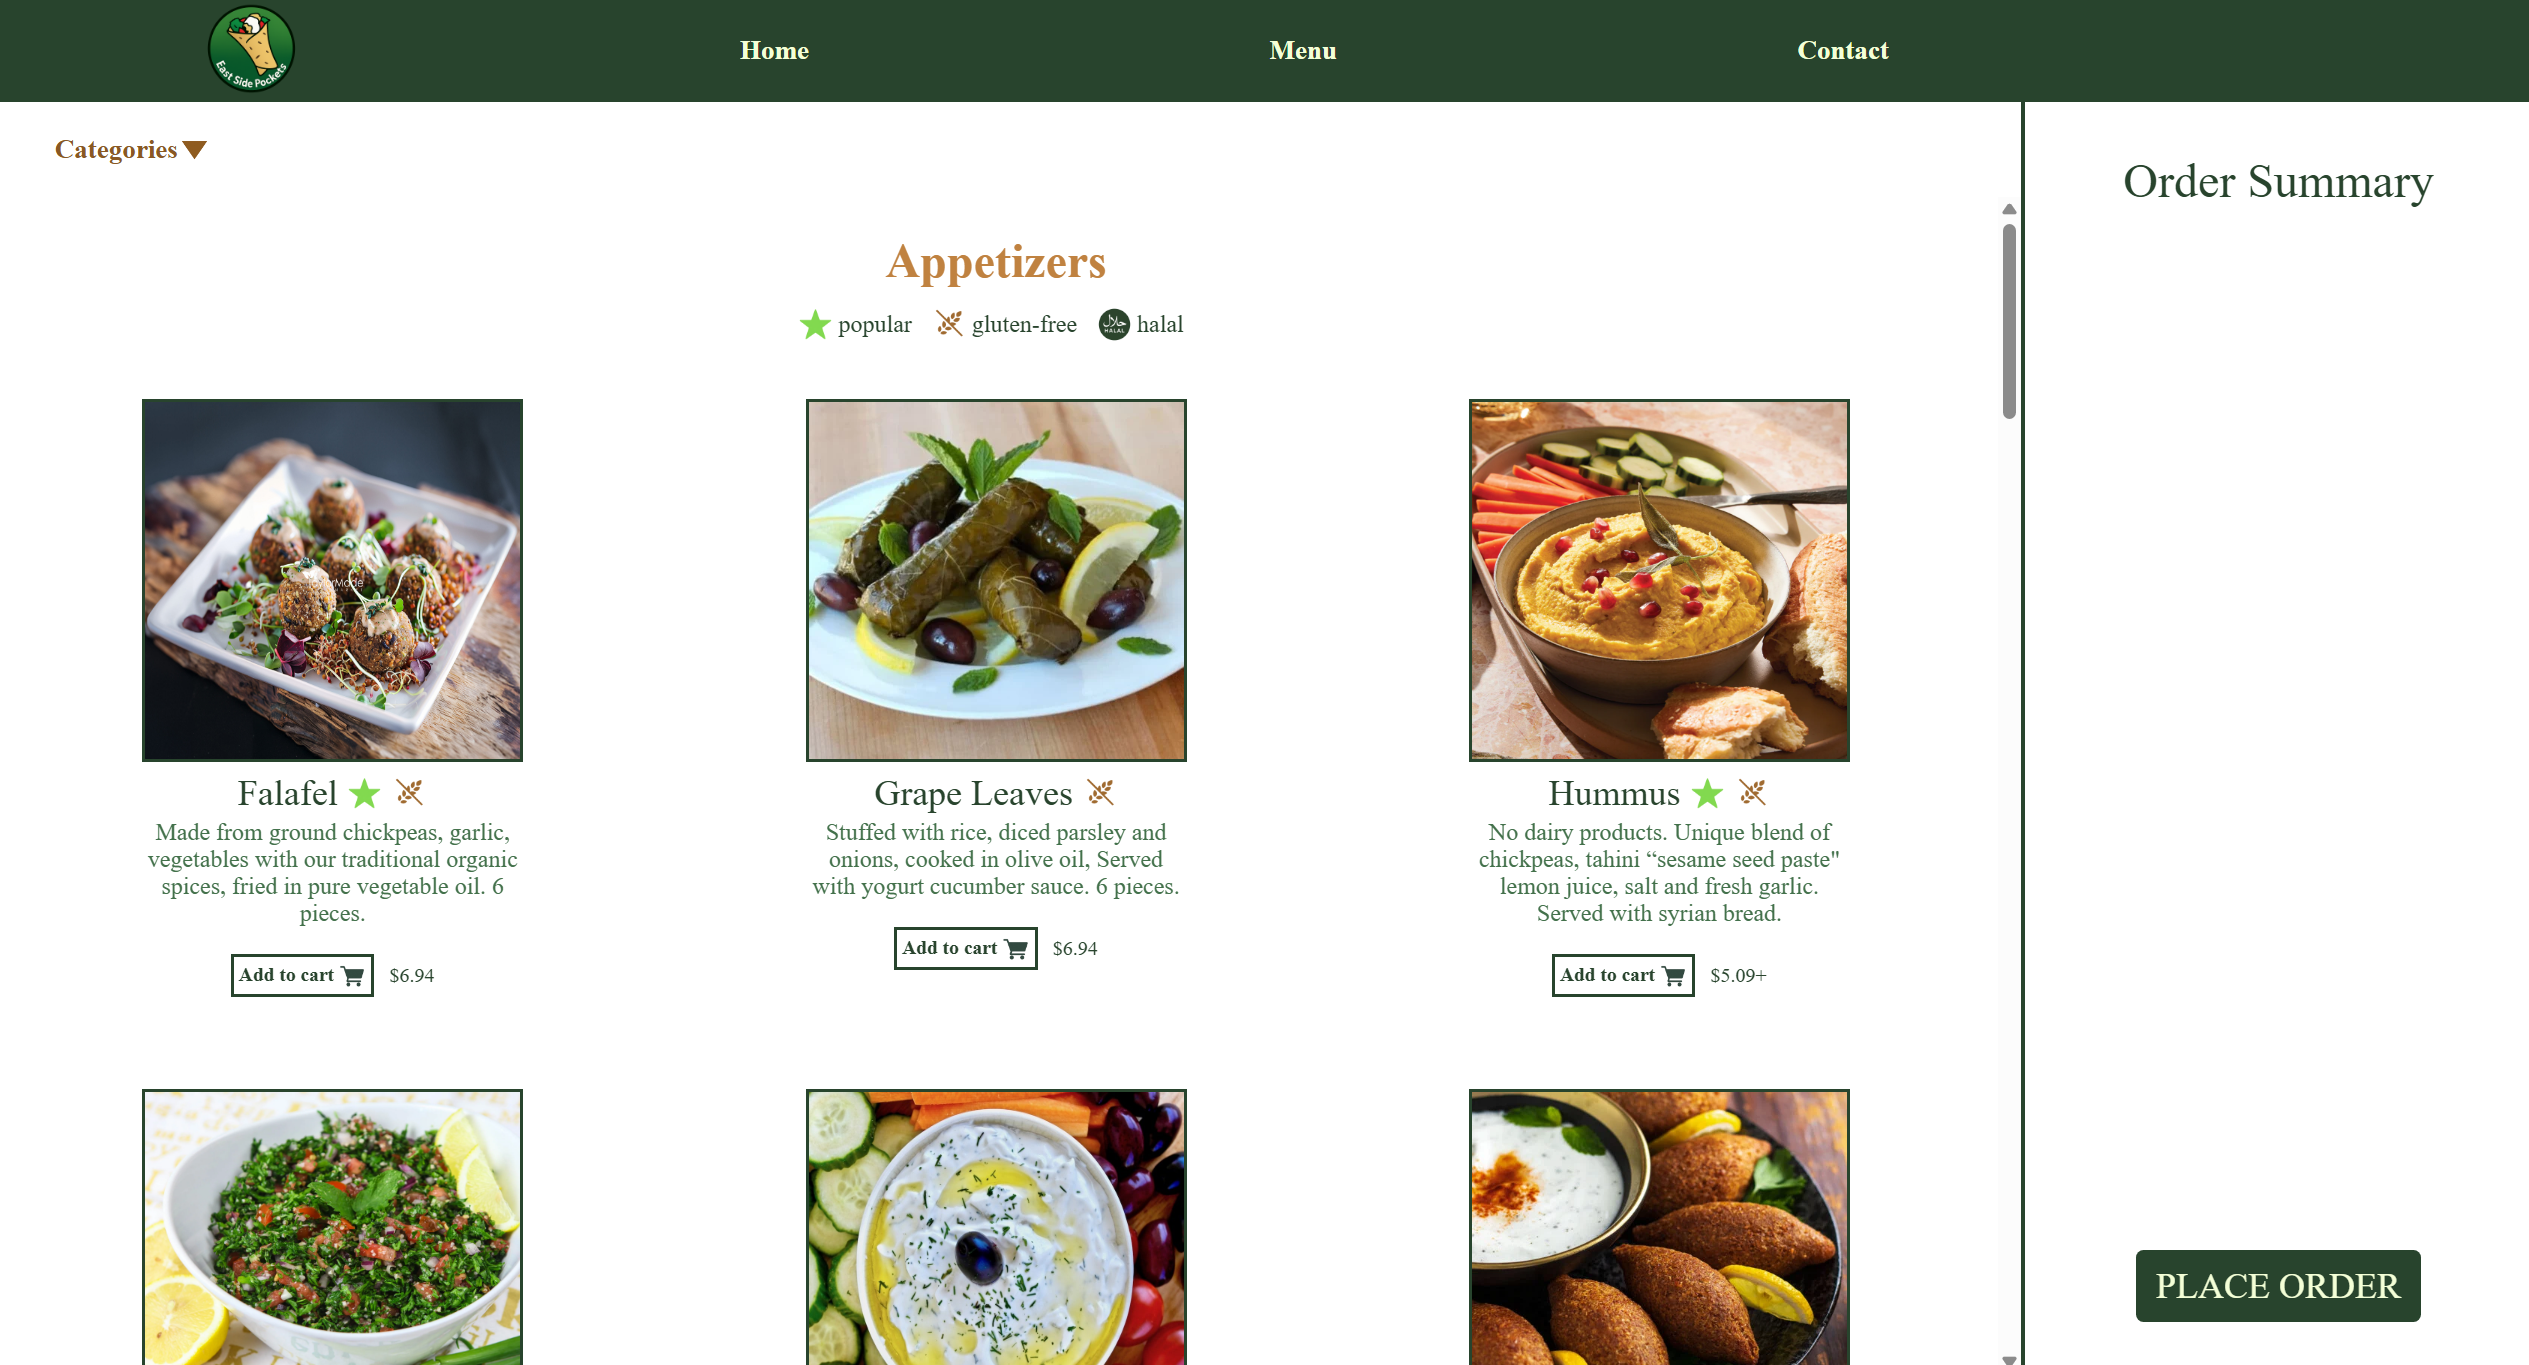 East Side Pockets
Home
Menu
Contact
Categories
Order Summary
Appetizers
popular
gluten-free
حلال
HALAL
halal
Falafel
Made from ground chickpeas, garlic,
vegetables with our traditional organic
spices, fried in pure vegetable oil. 6
pieces.
Add to cart
$6.94
Grape Leaves
Stuffed with rice, diced parsley and
onions, cooked in olive oil, Served
with yogurt cucumber sauce. 6 pieces.
Add to cart
$6.94
Hummus
No dairy products. Unique blend of
chickpeas, tahini “sesame seed paste"
lemon juice, salt and fresh garlic.
Served with syrian bread.
Add to cart
$5.09+
PLACE ORDER